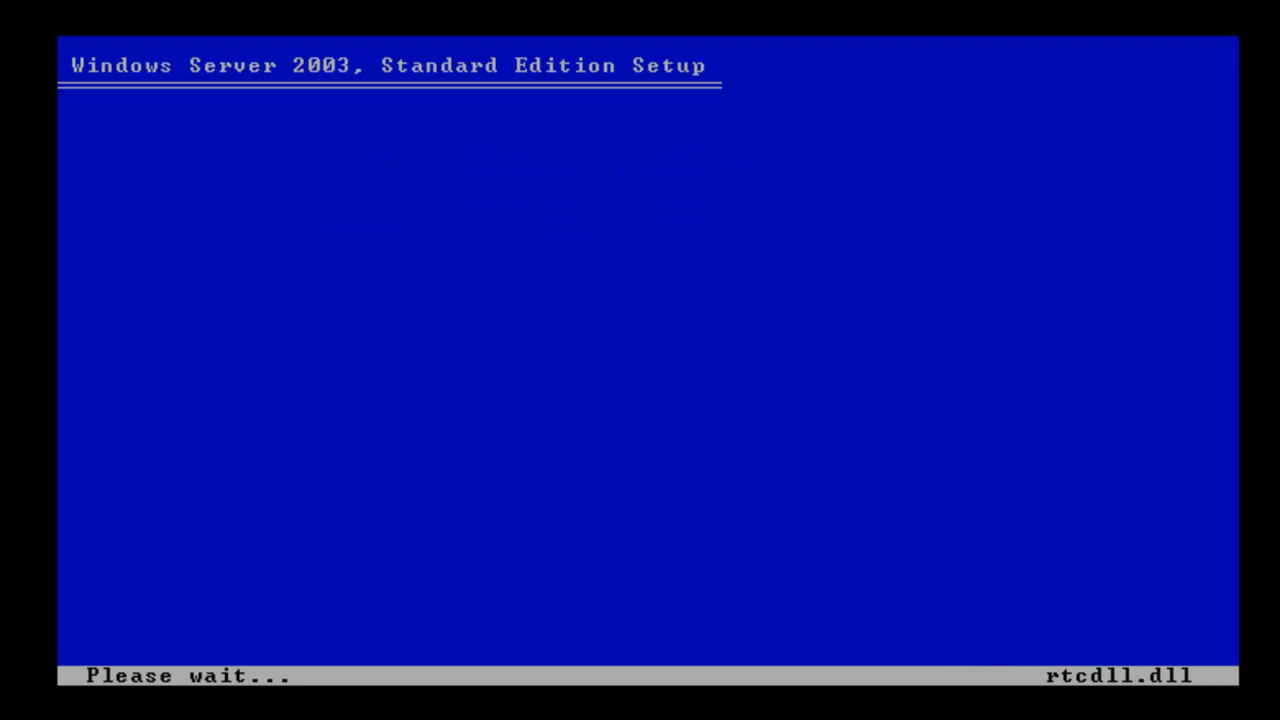 Windows Server 2003, Standard Edition Setup
Please wait... rtcdll.dll